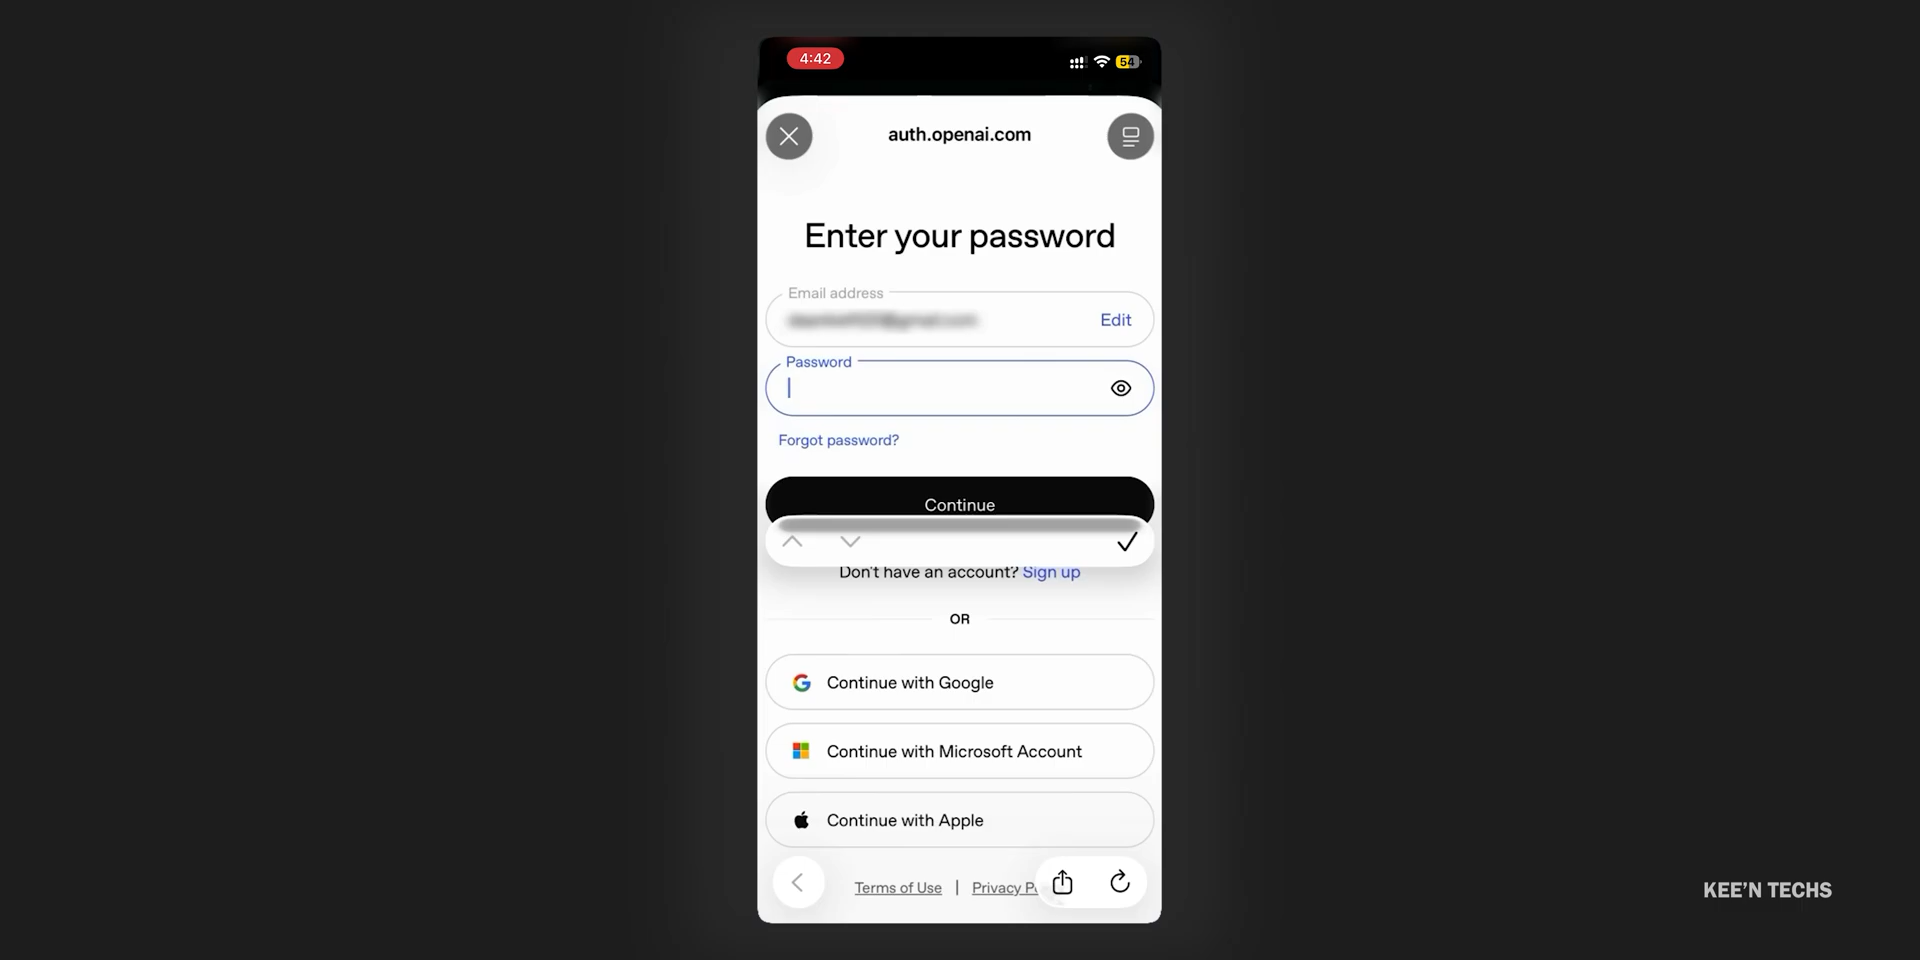 4:42
54
auth.openai.com
Enter your password
Email address
Edit
Password
Forgot password?
Continue
Don't have an account? Sign up
OR
Continue with Google
Continue with Microsoft Account
Continue with Apple
Terms of Use | Privacy
KEE'N TECHS